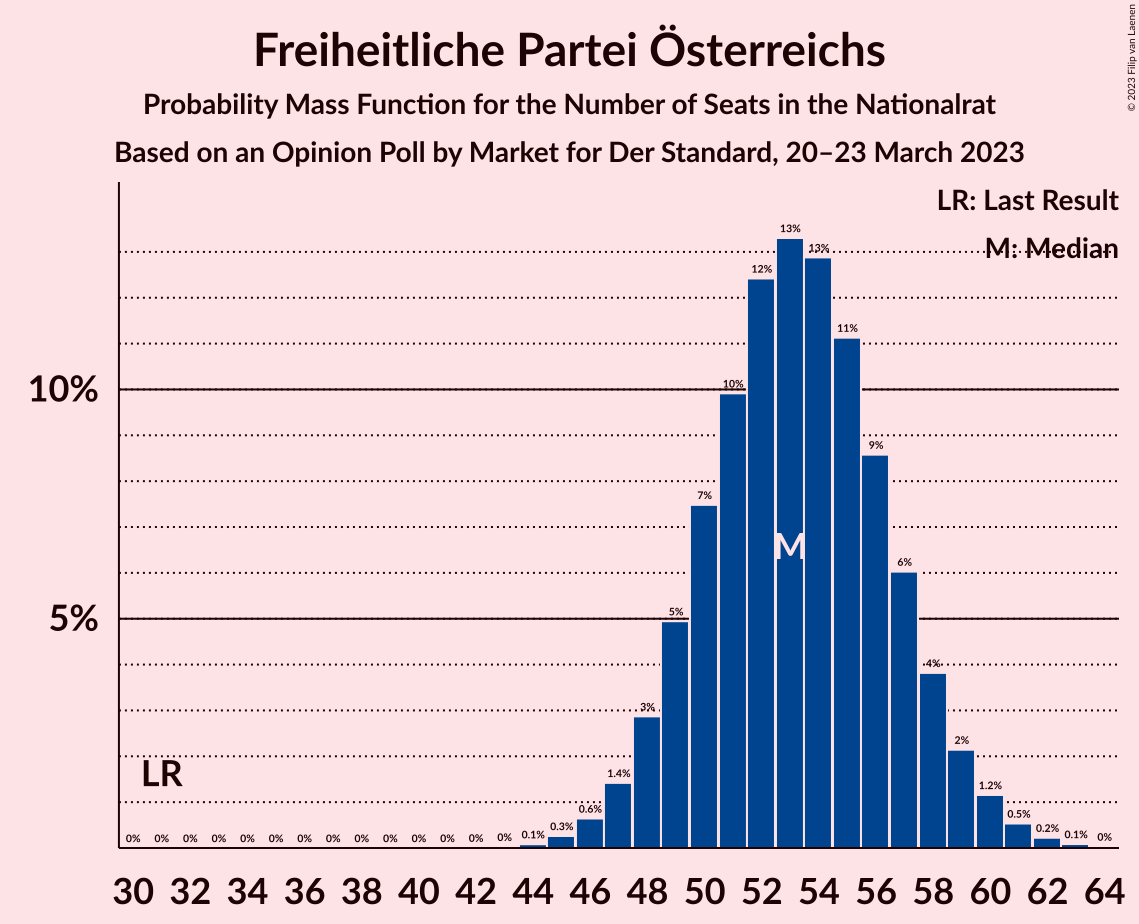 Freiheitliche Partei Österreichs
Probability Mass Function for the Number of Seats in the Nationalrat
Based on an Opinion Poll by Market for Der Standard, 20–23 March 2023
© 2023 Filip van Laenen
LR: Last Result
M: Median
10%
5%
LR
M
0% 0% 0% 0% 0% 0% 0% 0% 0% 0% 0% 0% 0% 0% 0.1% 0.3% 0.6% 1.4% 3% 5% 7% 10% 12% 13% 13% 11% 9% 6% 4% 2% 1.2% 0.5% 0.2% 0.1% 0%
30 32 34 36 38 40 42 44 46 48 50 52 54 56 58 60 62 64